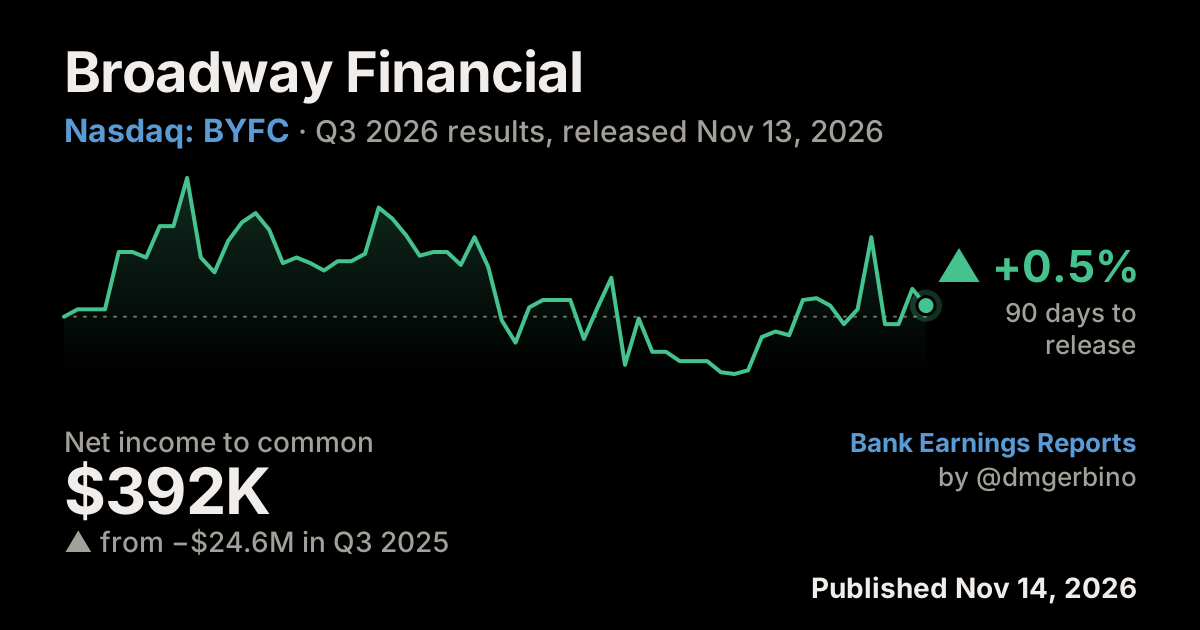 Broadway Financial
Nasdaq: BYFC · Q3 2026 results, released Nov 13, 2026
▲ +0.5%
90 days to
release
Net income to common
$392K
▲ from −$24.6M in Q3 2025
Bank Earnings Reports
by @dmgerbino
Published Nov 14, 2026